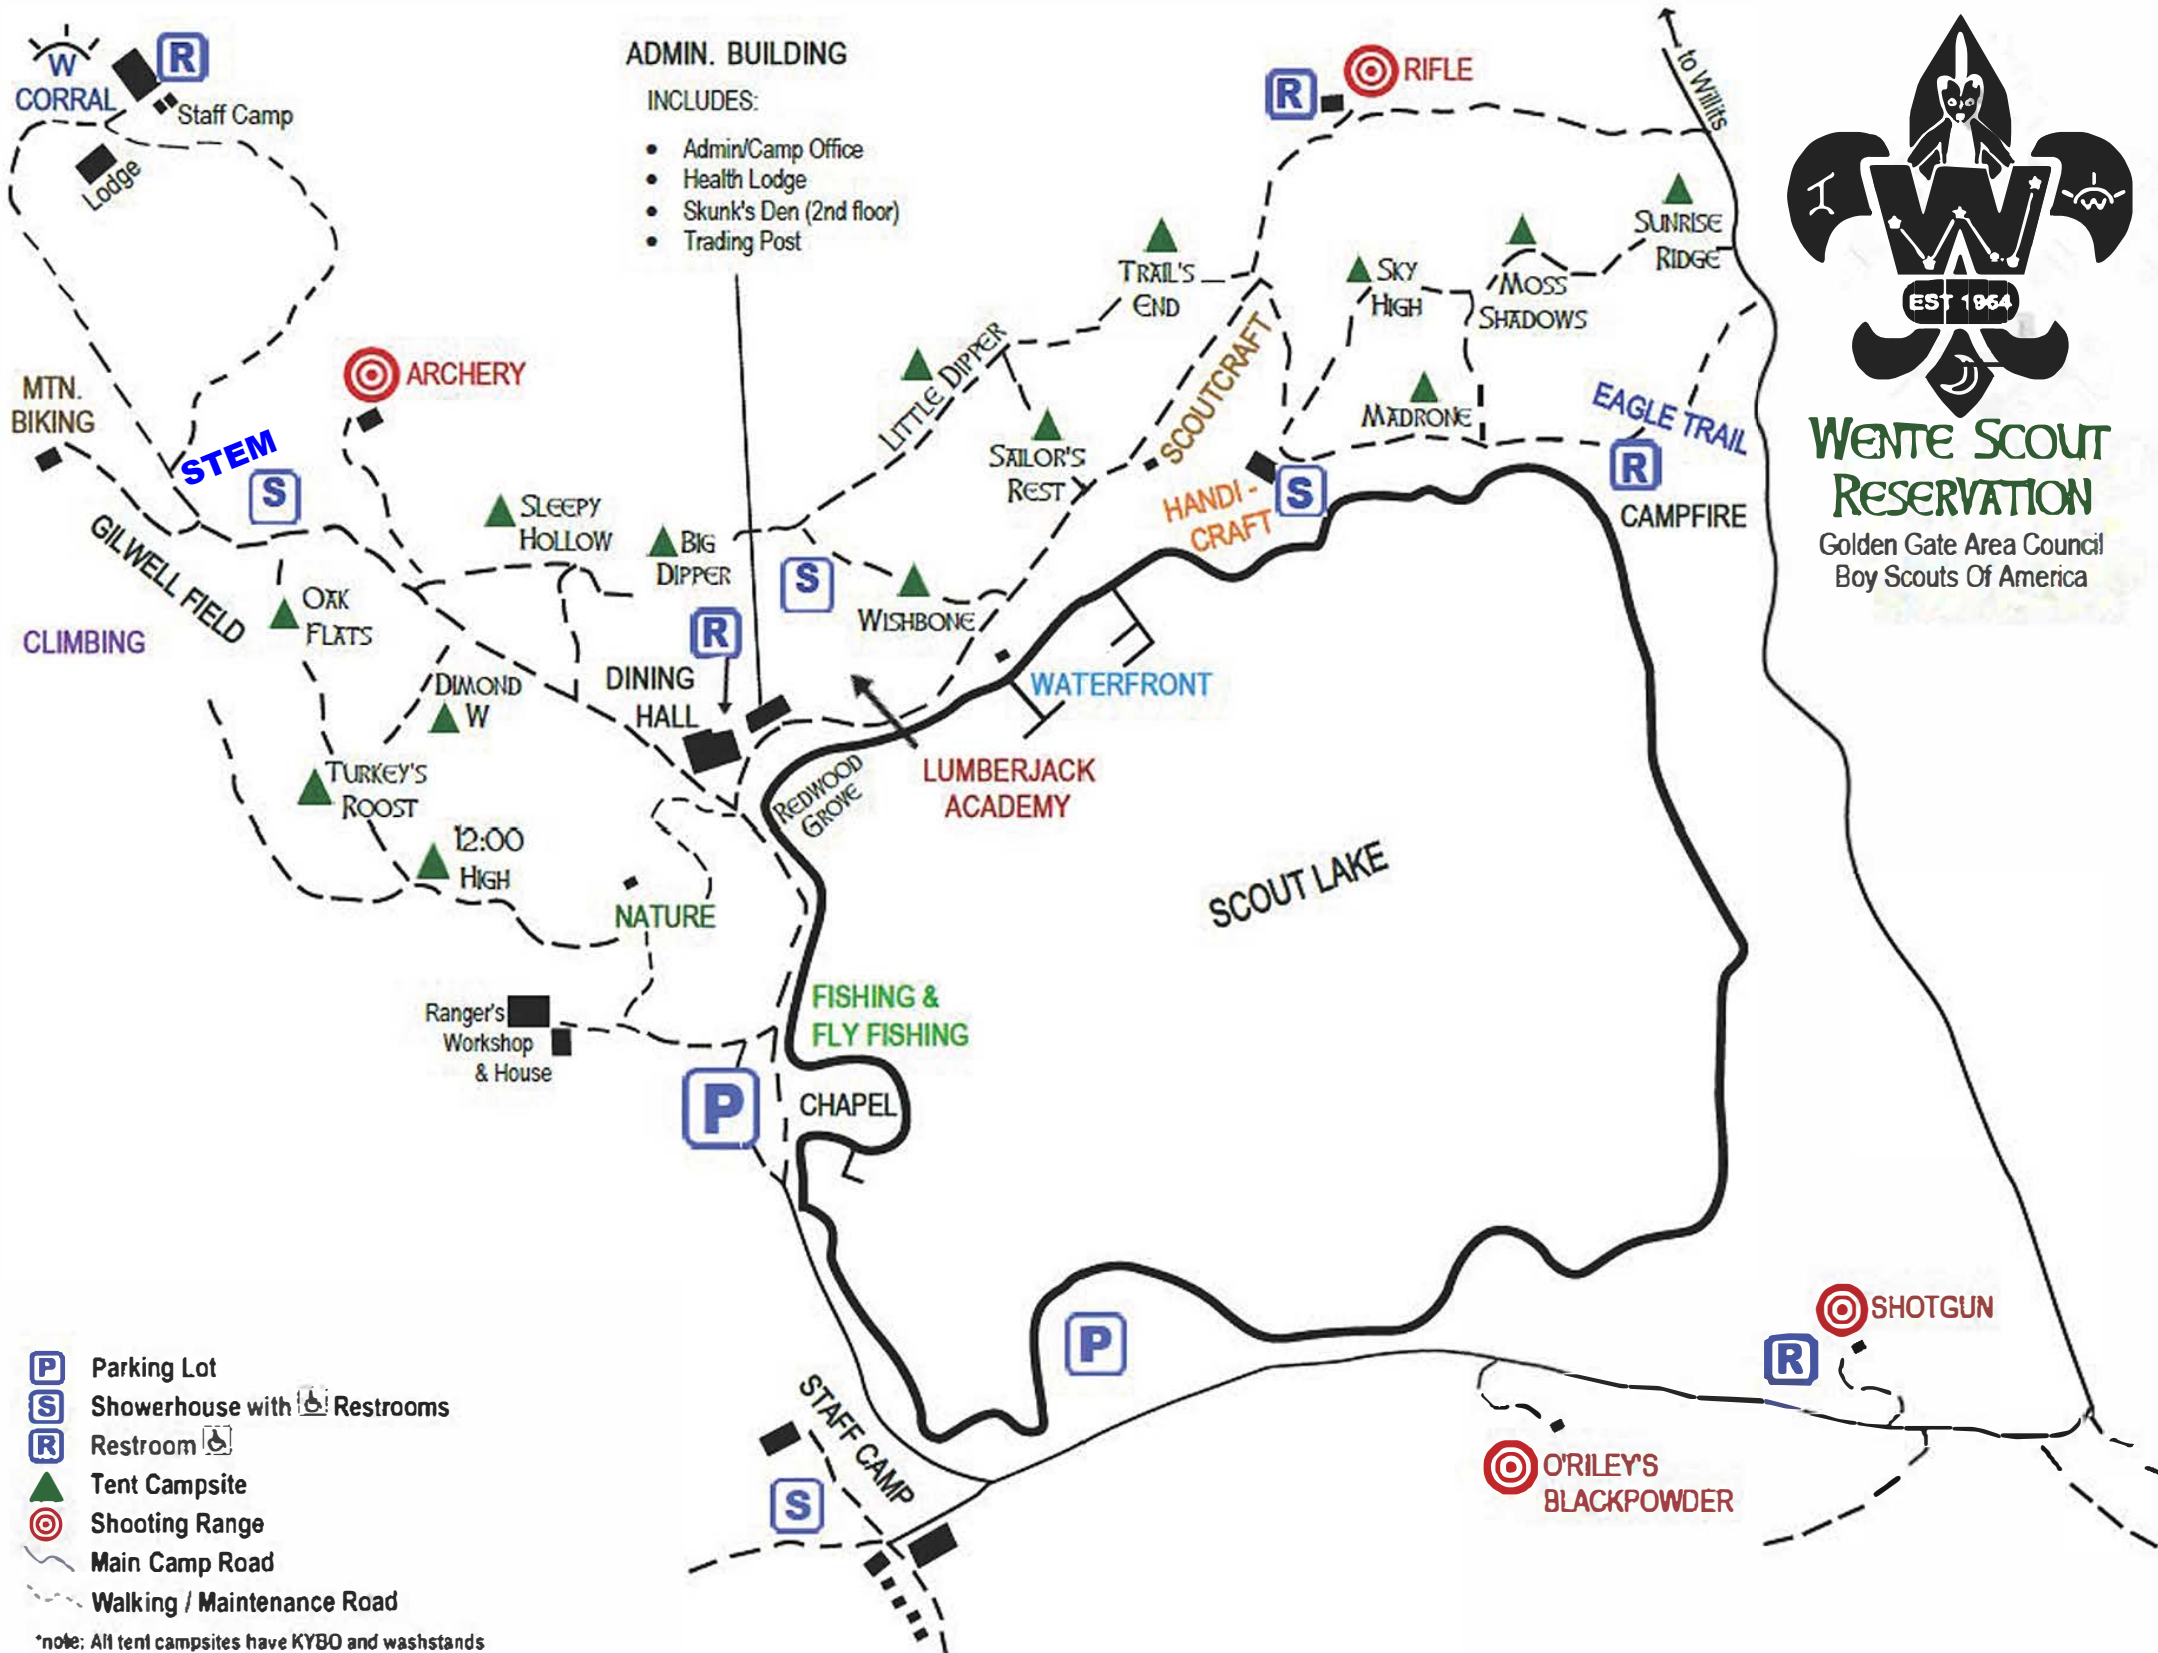 W
CORRAL
R
Staff Camp
Lodge
ADMIN. BUILDING
INCLUDES:
• Admin/Camp Office
• Health Lodge
• Skunk's Den (2nd floor)
• Trading Post
R
RIFLE
to Willits
W
W
EST 1964
WENTE SCOUT
RESERVATION
Golden Gate Area Council
Boy Scouts Of America
SUNRISE
RIDGE
TRAIL'S
END
SKY
HIGH
MOSS
SHADOWS
MTN.
BIKING
ARCHERY
STEM
S
LITTLE DIPPER
SCOUTCRAFT
MADRONE
EAGLE TRAIL
R
CAMPFIRE
SAILOR'S
REST
HANDI-
CRAFT
S
GILWELL FIELD
SLEEPY
HOLLOW
BIG
DIPPER
S
WISHBONE
OAK
FLATS
CLIMBING
R
DINING
HALL
DIMOND
W
WATERFRONT
TURKEY'S
ROOST
REDWOOD
GROVE
LUMBERJACK
ACADEMY
12:00
HIGH
NATURE
SCOUT LAKE
Ranger's
Workshop
& House
FISHING &
FLY FISHING
P
CHAPEL
P
SHOTGUN
R
O'RILEY'S
BLACKPOWDER
STAFF CAMP
S
P Parking Lot
S Showerhouse with Restrooms
R Restroom
Tent Campsite
Shooting Range
Main Camp Road
Walking / Maintenance Road
*note: All tent campsites have KYBO and washstands